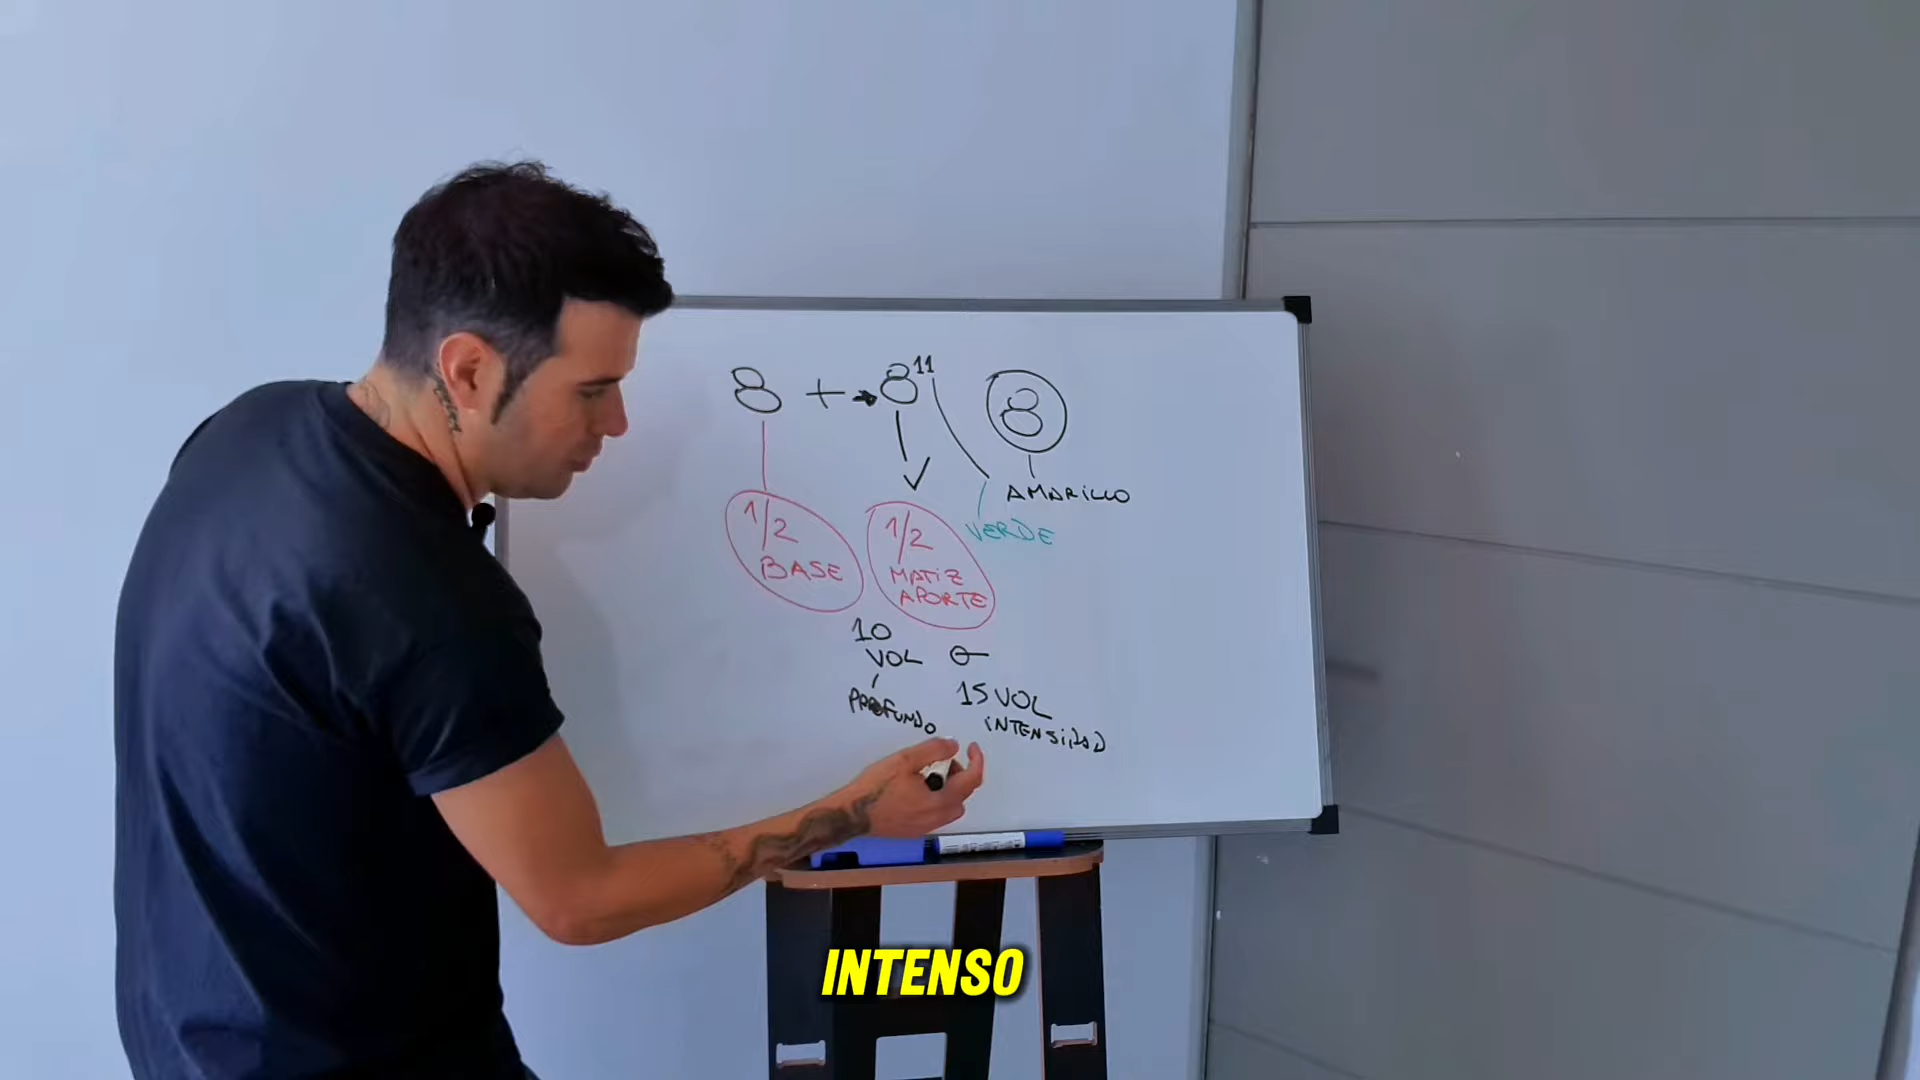 8 + 8 11 8
AMARILLO
VERDE
1/2
BASE
1/2
MATIZ
APORTE
10
VOL
PROFUNDO
15 VOL
INTENSIDAD
INTENSO